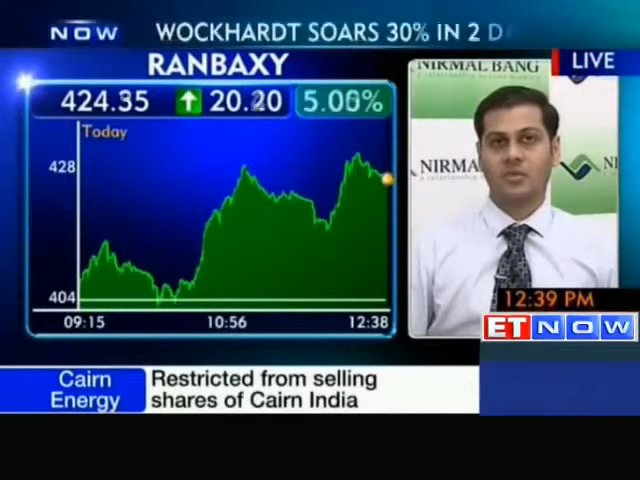 NOW WOCKHARDT SOARS 30% IN 2 D
RANBAXY
LIVE
424.35 20.20 5.00%
Today
428
404
09:15 10:56 12:38
NIRMAL BANG
NIRMA
NI
12:39 PM
ET NOW
Cairn Energy
Restricted from selling
shares of Cairn India